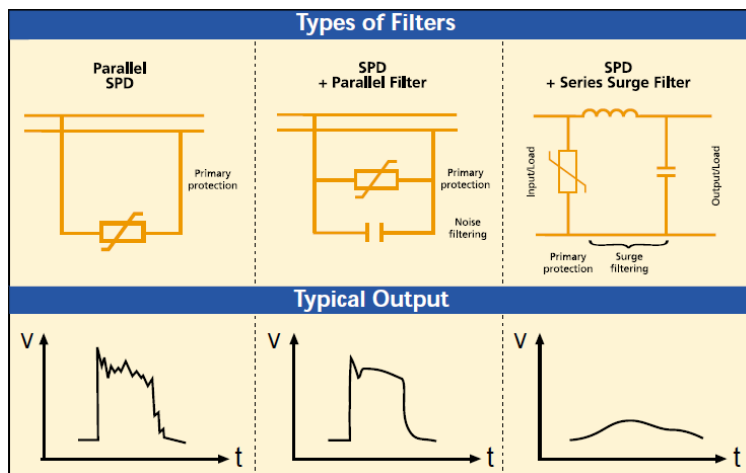 Types of Filters
Parallel
SPD
Primary
protection
SPD
+ Parallel Filter
Primary
protection
Noise
filtering
SPD
+ Series Surge Filter
Input/Load
Output/Load
Primary
protection
Surge
filtering
Typical Output
V
t
V
t
V
t